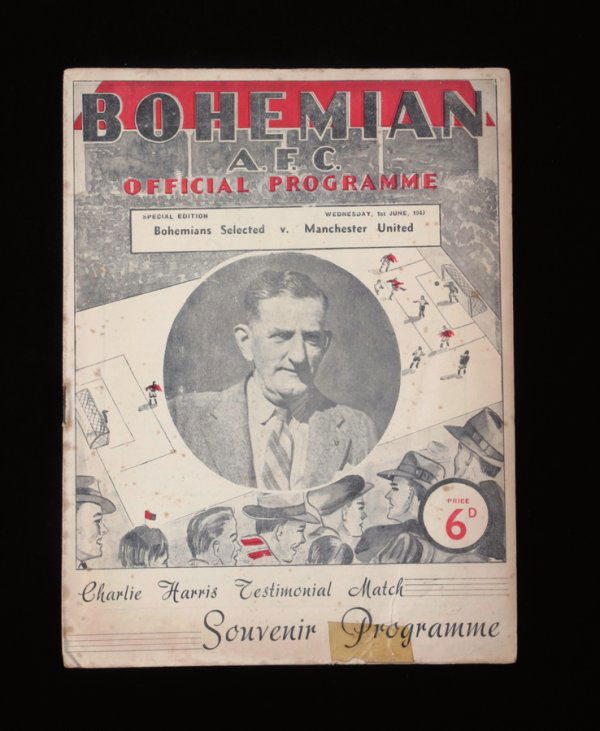 BOHEMIAN
A.F.C.
OFFICIAL PROGRAMME
SPECIAL EDITION WEDNESDAY, 1st JUNE, 1949
Bohemians Selected v. Manchester United
PRICE
6D
Charlie Harris Testimonial Match
Souvenir Programme